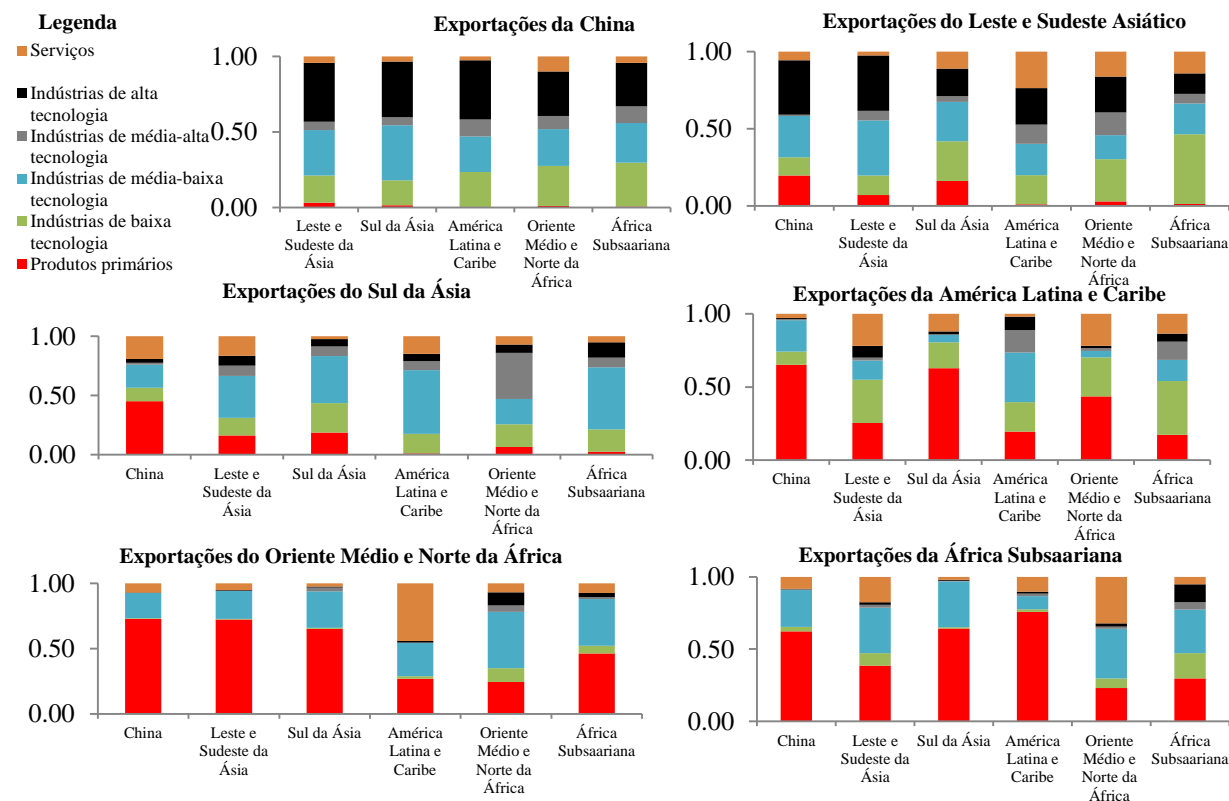 Legenda
Serviços
Indústrias de alta
tecnologia
Indústrias de média-alta
tecnologia
Indústrias de média-baixa
tecnologia
Indústrias de baixa
tecnologia
Produtos primários
Exportações da China
1.00
0.50
0.00
Leste e
Sudeste da
Ásia
Sul da Ásia
América
Latina e
Caribe
Oriente
Médio e
Norte da
África
África
Subsaariana
Exportações do Leste e Sudeste Asiático
1.00
0.50
0.00
China
Leste e
Sudeste da
Ásia
Sul da Ásia
América
Latina e
Caribe
Oriente
Médio e
Norte da
África
África
Subsaariana
Exportações do Sul da Ásia
1.00
0.50
0.00
China
Leste e
Sudeste da
Ásia
Sul da Ásia
América
Latina e
Caribe
Oriente
Médio e
Norte da
África
África
Subsaariana
Exportações da América Latina e Caribe
1.00
0.50
0.00
China
Leste e
Sudeste da
Ásia
Sul da Ásia
América
Latina e
Caribe
Oriente
Médio e
Norte da
África
África
Subsaariana
Exportações do Oriente Médio e Norte da África
1.00
0.50
0.00
China
Leste e
Sudeste da
Ásia
Sul da Ásia
América
Latina e
Caribe
Oriente
Médio e
Norte da
África
África
Subsaariana
Exportações da África Subsaariana
1.00
0.50
0.00
China
Leste e
Sudeste da
Ásia
Sul da Ásia
América
Latina e
Caribe
Oriente
Médio e
Norte da
África
África
Subsaariana